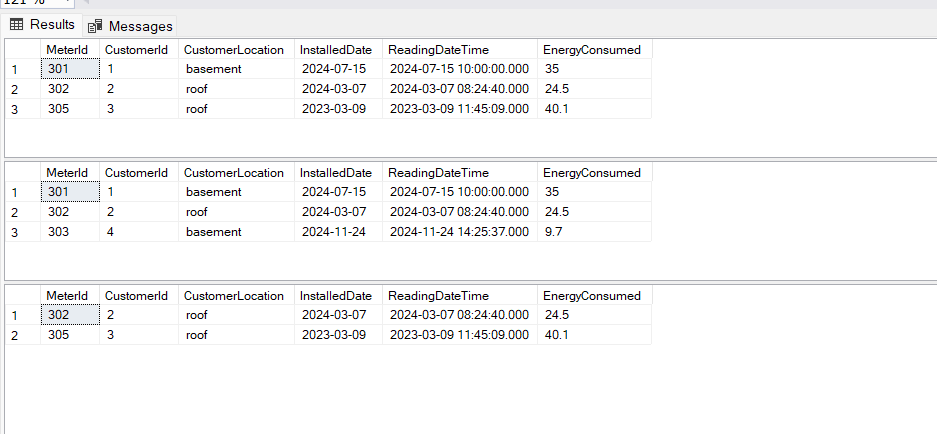 121 %
Results Messages
MeterId CustomerId CustomerLocation InstalledDate ReadingDateTime EnergyConsumed
1 301 1 basement 2024-07-15 2024-07-15 10:00:00.000 35
2 302 2 roof 2024-03-07 2024-03-07 08:24:40.000 24.5
3 305 3 roof 2023-03-09 2023-03-09 11:45:09.000 40.1
MeterId CustomerId CustomerLocation InstalledDate ReadingDateTime EnergyConsumed
1 301 1 basement 2024-07-15 2024-07-15 10:00:00.000 35
2 302 2 roof 2024-03-07 2024-03-07 08:24:40.000 24.5
3 303 4 basement 2024-11-24 2024-11-24 14:25:37.000 9.7
MeterId CustomerId CustomerLocation InstalledDate ReadingDateTime EnergyConsumed
1 302 2 roof 2024-03-07 2024-03-07 08:24:40.000 24.5
2 305 3 roof 2023-03-09 2023-03-09 11:45:09.000 40.1